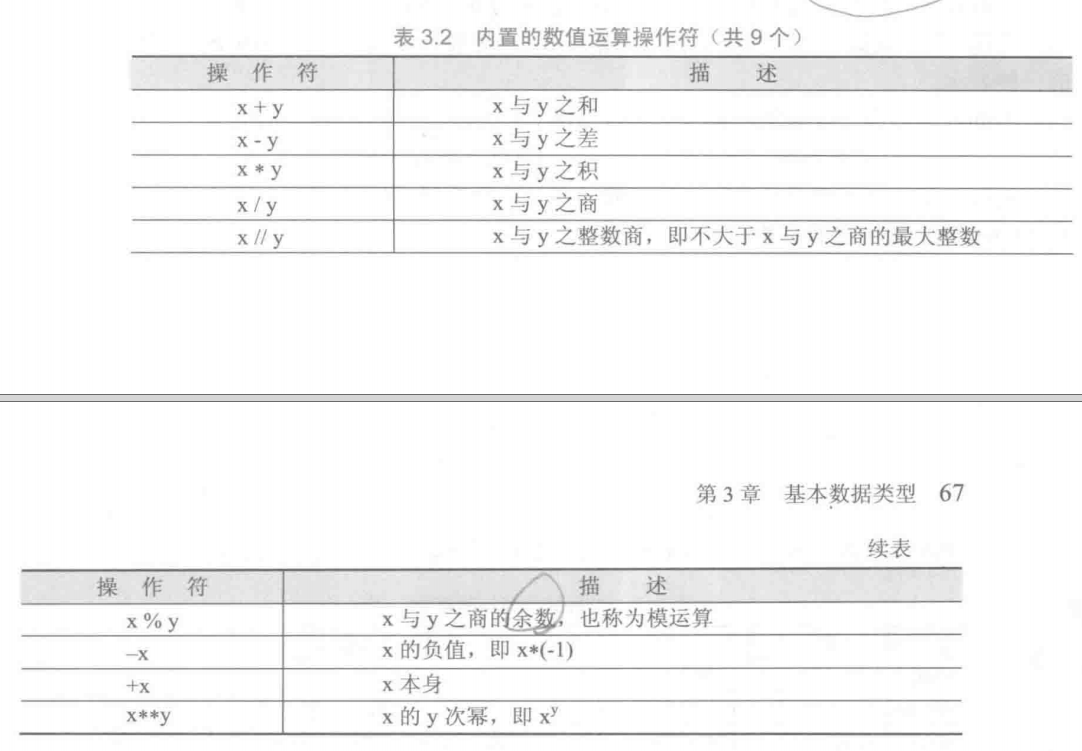 表 3.2 内置的数值运算操作符（共 9 个）
操 作 符 描 述
x + y x 与 y 之和
x - y x 与 y 之差
x * y x 与 y 之积
x / y x 与 y 之商
x // y x 与 y 之整数商，即不大于 x 与 y 之商的最大整数
第 3 章 基本数据类型 67
续表
操 作 符 描 述
x % y x 与 y 之商的余数，也称为模运算
–x x 的负值，即 x*(-1)
+x x 本身
x**y x 的 y 次幂，即 xʸ